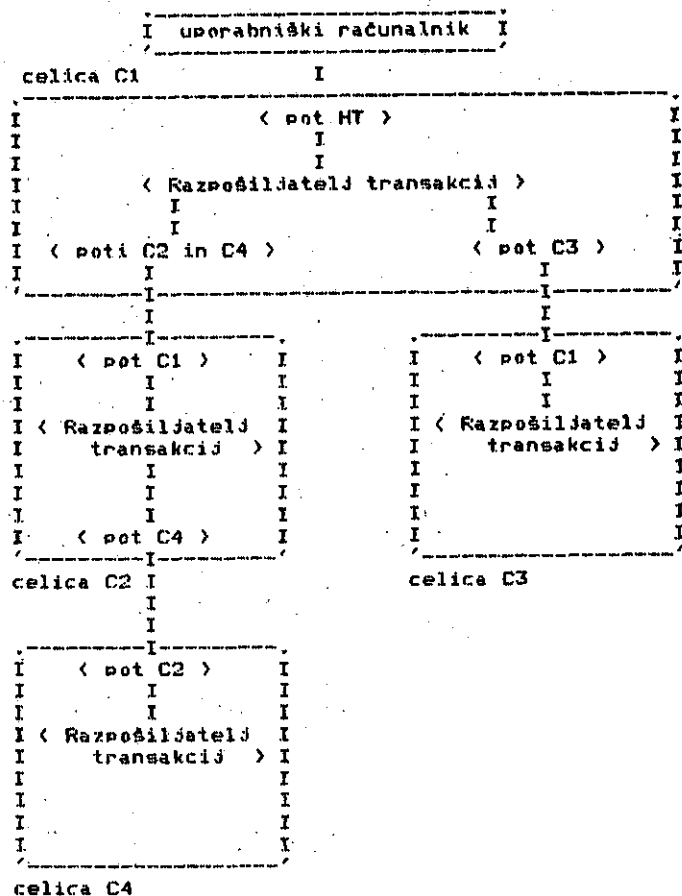 uporabniški računalnik
celica C1
< pot HT >
< Razpošiljatelj transakcij >
< poti C2 in C4 > < pot C3 >
< pot C1 > < pot C1 >
< Razpošiljatelj < Razpošiljatelj
transakcij > transakcij >
< pot C4 >
celica C2 celica C3
< pot C2 >
< Razpošiljatelj
transakcij >
celica C4